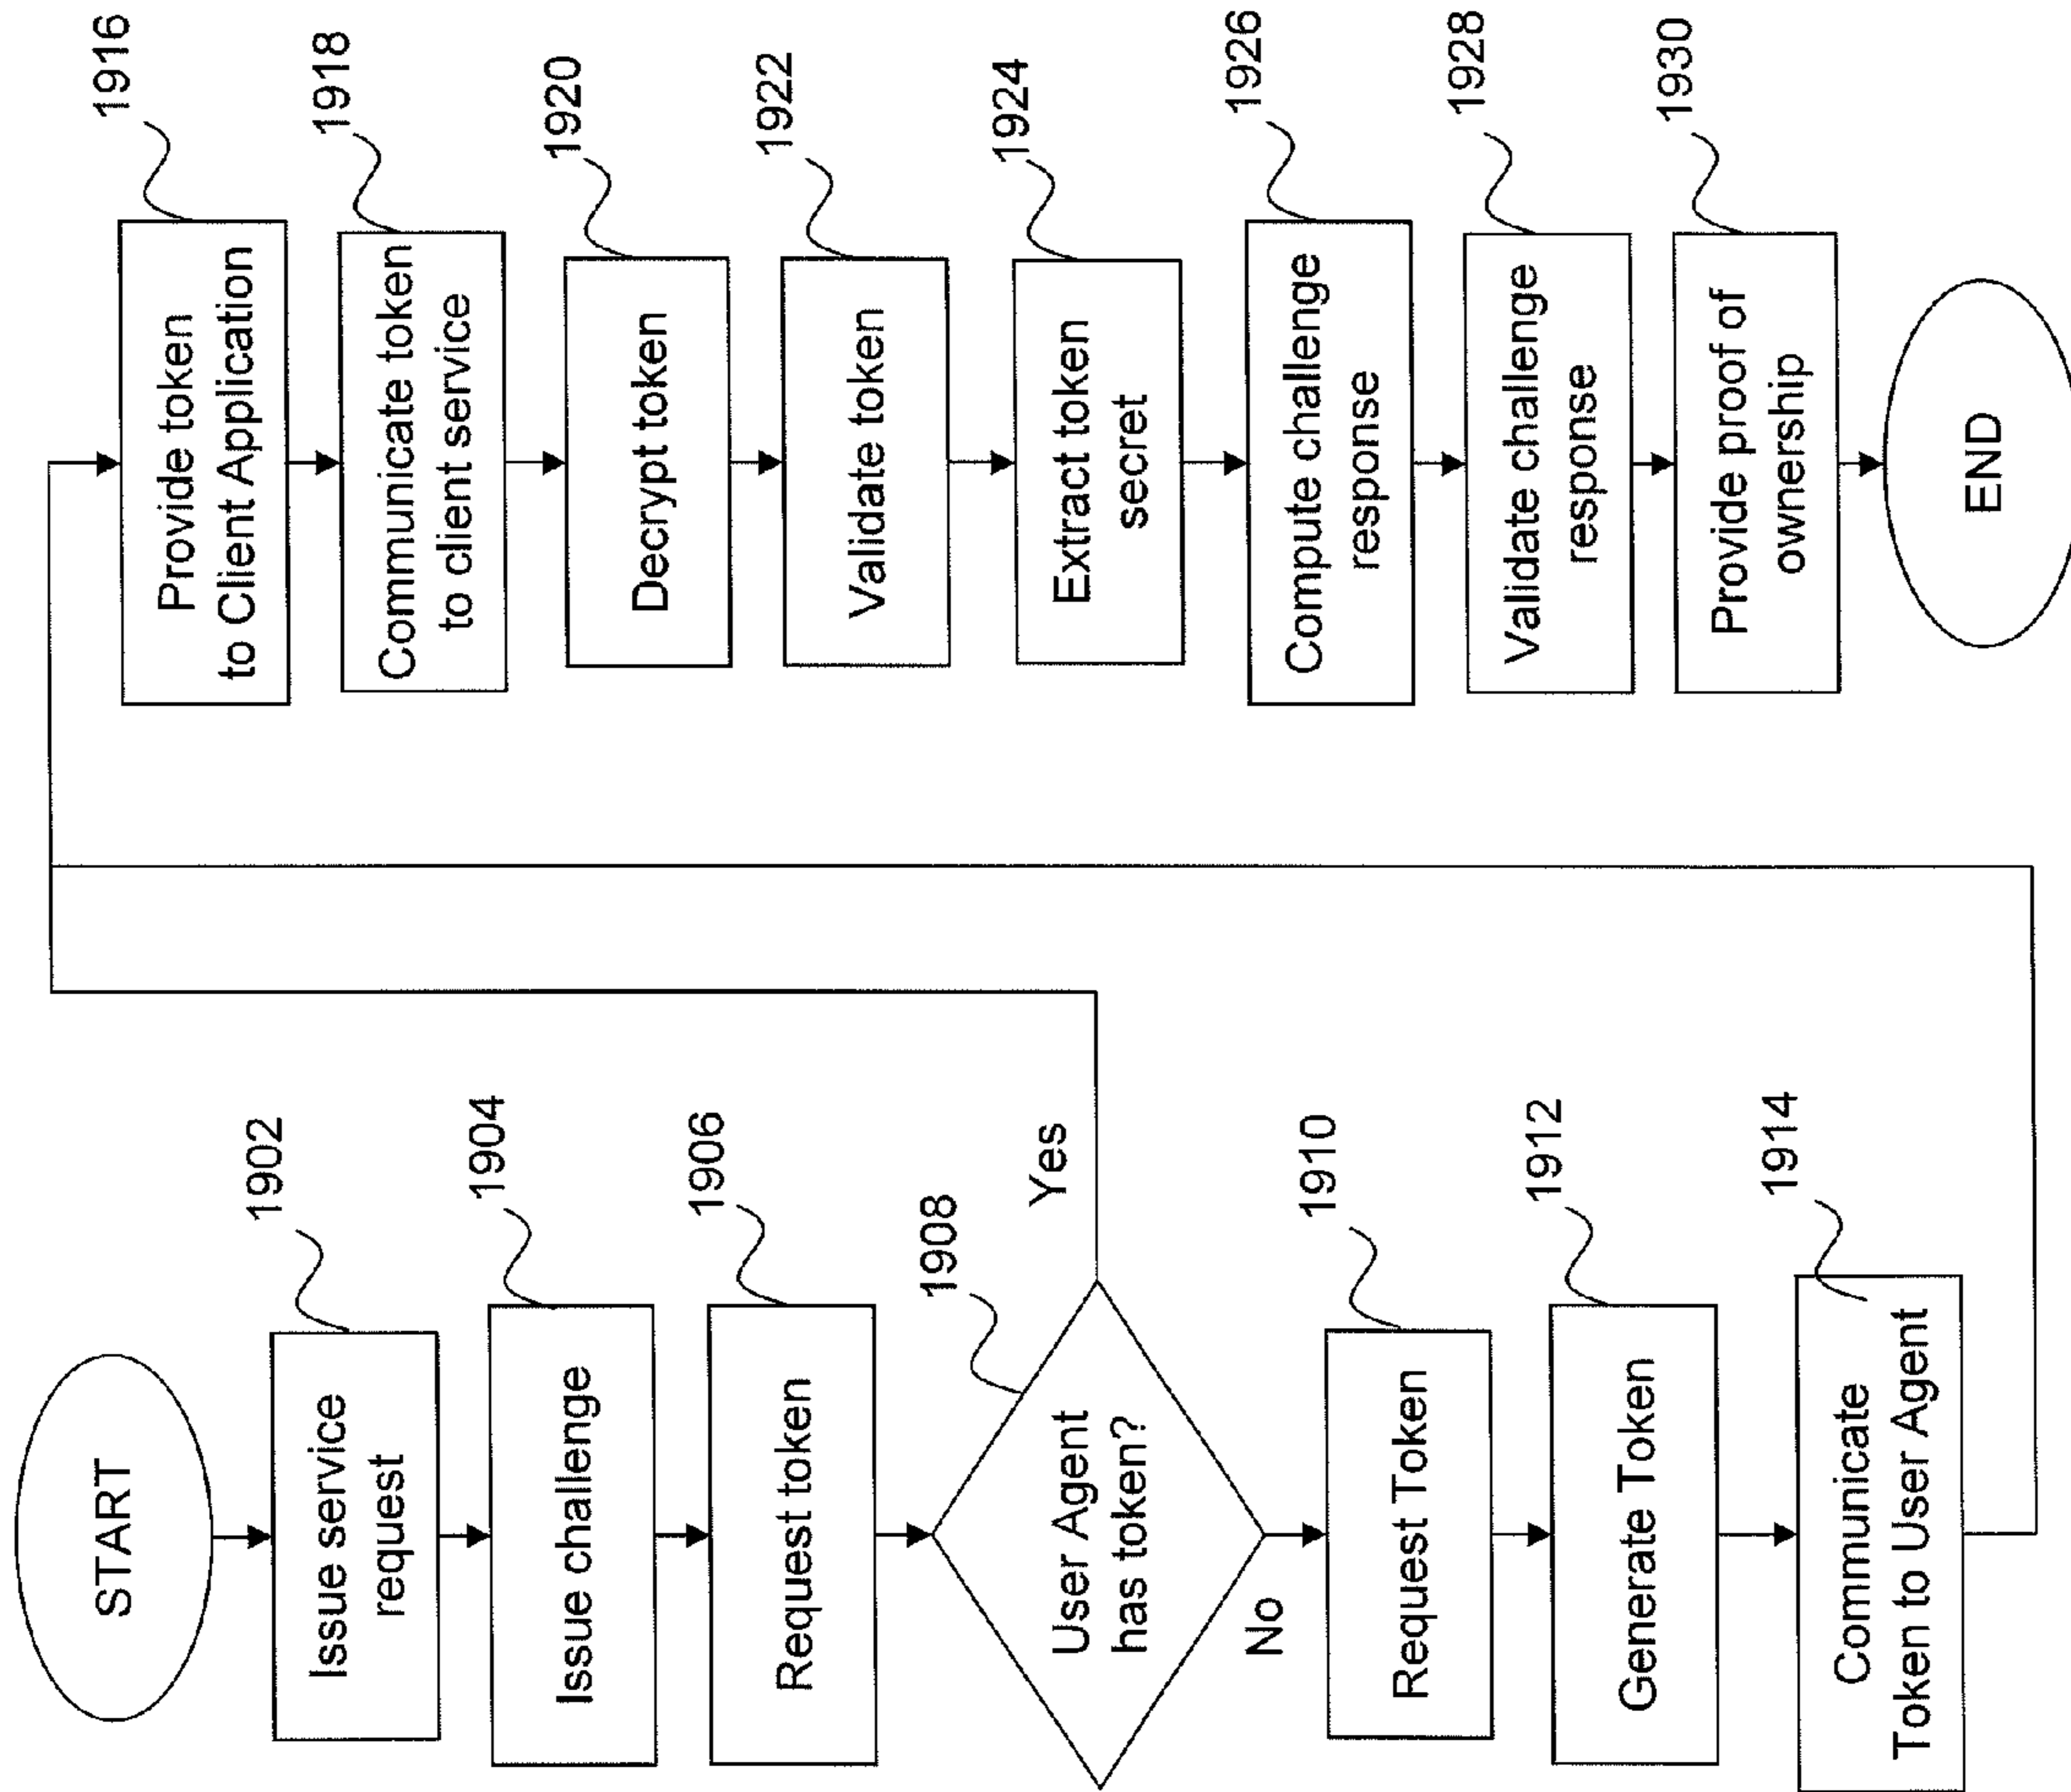 START
1902
Issue service
request
1904
Issue challenge
1906
Request token
1908
User Agent
has token?
Yes
No
1910
Request Token
1912
Generate Token
1914
Communicate
Token to User Agent
1916
Provide token
to Client Application
1918
Communicate token
to client service
1920
Decrypt token
1922
Validate token
1924
Extract token
secret
1926
Compute challenge
response
1928
Validate challenge
response
1930
Provide proof of
ownership
END